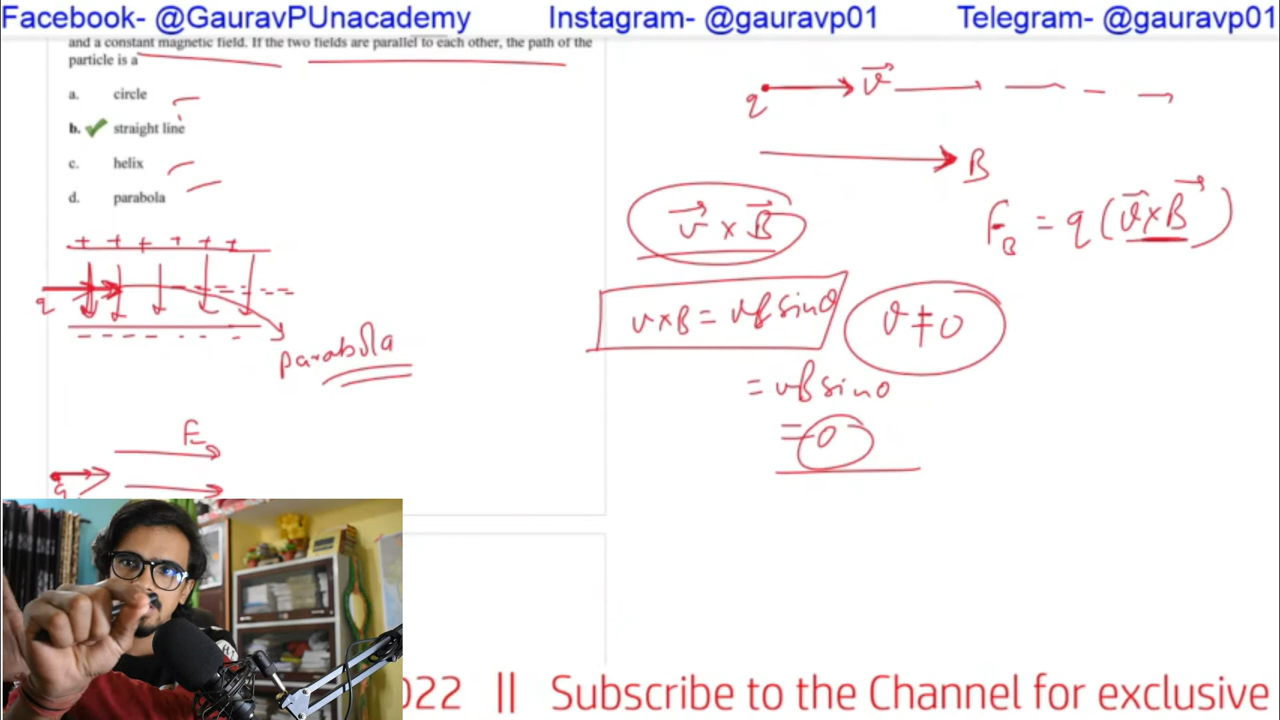 Facebook- @GauravPUnacademy Instagram- @gauravp01 Telegram- @gauravp01
and a constant magnetic field. If the two fields are parallel to each other, the path of the
particle is a
a. circle
b. straight line
c. helix
d. parabola
+ + + + + +
q
- - - - - - -
parabola
E
q
q v⃗
B
v⃗ × B⃗
F_B = q (v⃗ × B⃗)
v×B = vB sinθ
θ ≠ 0
= vB sin0
= 0
022 || Subscribe to the Channel for exclusive